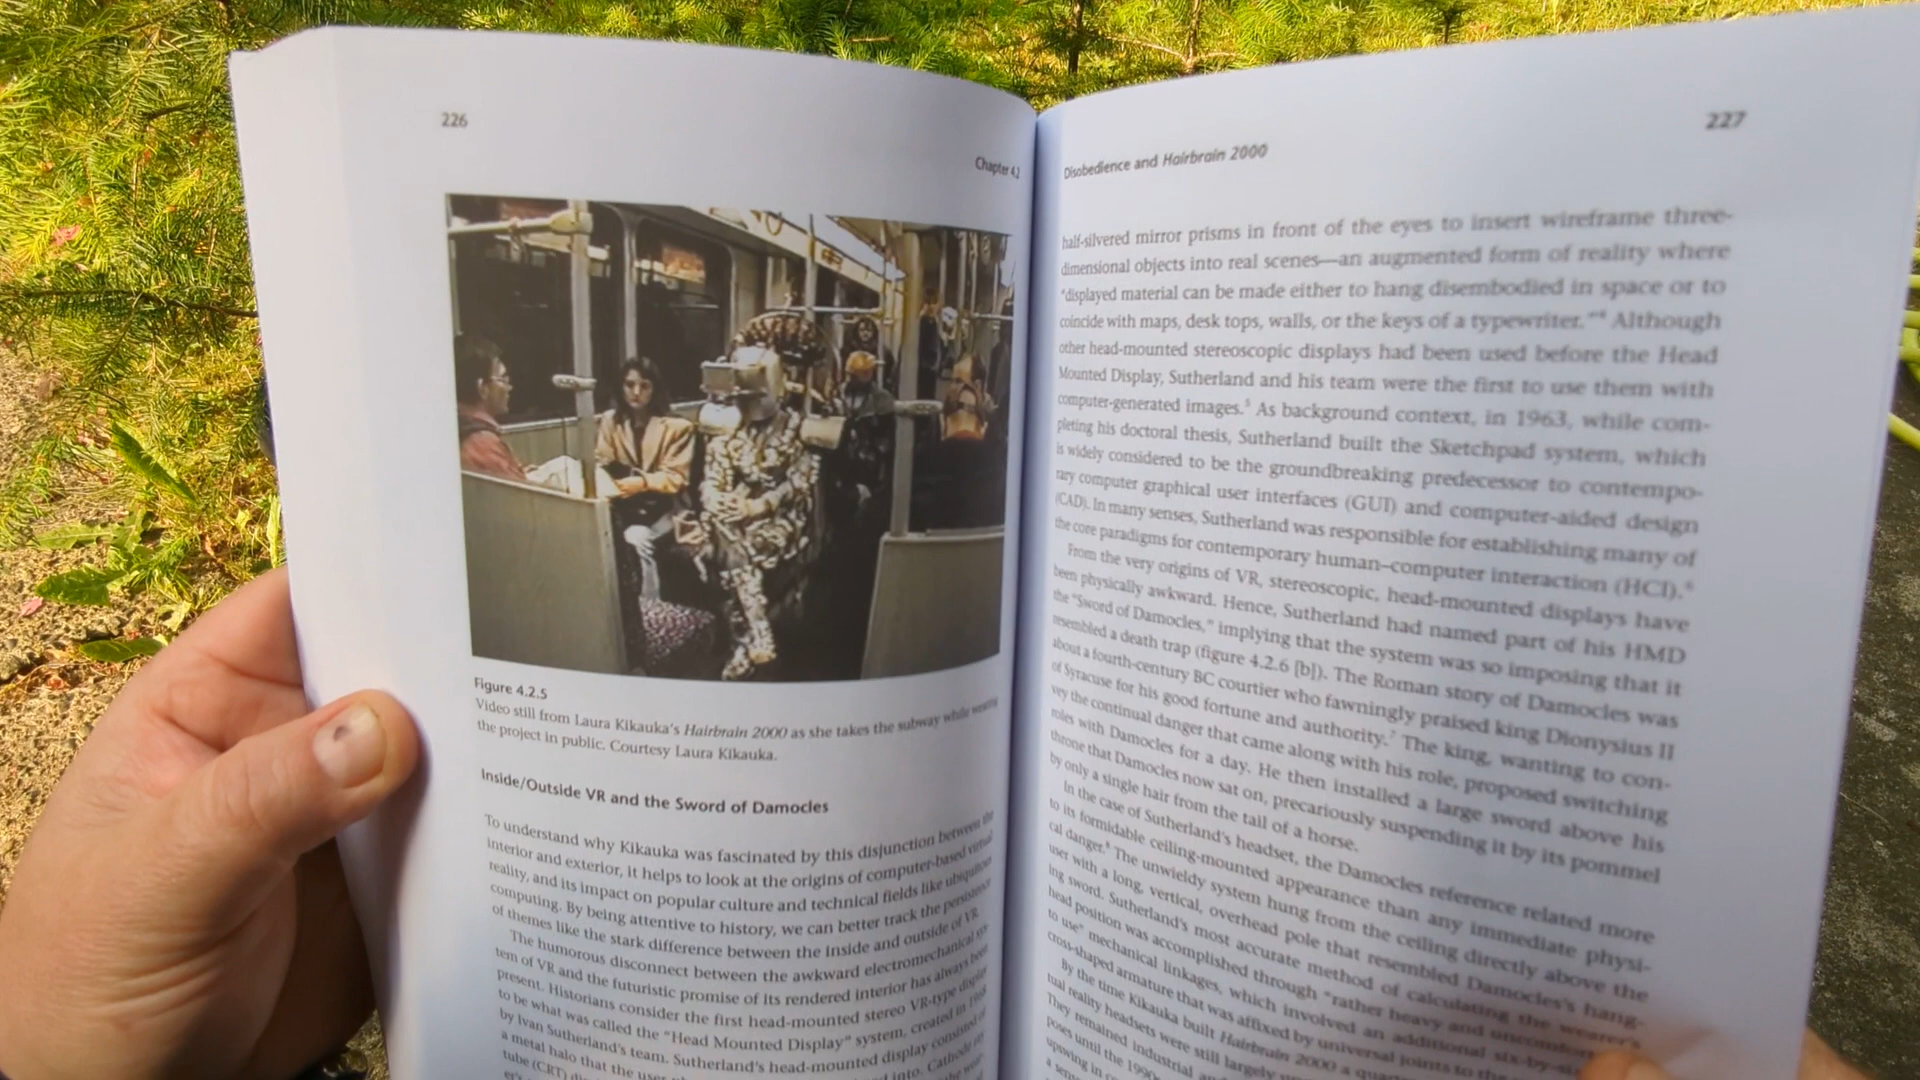 226
Chapter 4.2
Figure 4.2.5
Video still from Laura Kikauka's Hairbrain 2000 as she takes the subway while wearing
the project in public. Courtesy Laura Kikauka.
Inside/Outside VR and the Sword of Damocles
To understand why Kikauka was fascinated by this disjunction between the
interior and exterior, it helps to look at the origins of computer-based virtual
reality, and its impact on popular culture and technical fields like ubiquitous
computing. By being attentive to history, we can better track the persistence
of themes like the stark difference between the inside and outside of VR.
The humorous disconnect between the awkward electromechanical sys
tem of VR and the futuristic promise of its rendered interior has always been
present. Historians consider the first head-mounted stereo VR-type display
to be what was called the "Head Mounted Display" system, created in 1968
by Ivan Sutherland's team. Sutherland's head-mounted display consisted of
a metal halo that the user
into. Cathode ray
tube (CRT)
227
Disobedience and Hairbrain 2000
half-silvered mirror prisms in front of the eyes to insert wireframe three-
dimensional objects into real scenes—an augmented form of reality where
"displayed material can be made either to hang disembodied in space or to
coincide with maps, desk tops, walls, or the keys of a typewriter."4 Although
other head-mounted stereoscopic displays had been used before the Head
Mounted Display, Sutherland and his team were the first to use them with
computer-generated images.5 As background context, in 1963, while com-
pleting his doctoral thesis, Sutherland built the Sketchpad system, which
is widely considered to be the groundbreaking predecessor to contempo-
rary computer graphical user interfaces (GUI) and computer-aided design
(CAD). In many senses, Sutherland was responsible for establishing many of
the core paradigms for contemporary human–computer interaction (HCI).6
From the very origins of VR, stereoscopic, head-mounted displays have
been physically awkward. Hence, Sutherland had named part of his HMD
the "Sword of Damocles," implying that the system was so imposing that it
resembled a death trap (figure 4.2.6 [b]). The Roman story of Damocles was
about a fourth-century BC courtier who fawningly praised king Dionysius II
of Syracuse for his good fortune and authority.7 The king, wanting to con-
vey the continual danger that came along with his role, proposed switching
roles with Damocles for a day. He then installed a large sword above his
throne that Damocles now sat on, precariously suspending it by its pommel
by only a single hair from the tail of a horse.
In the case of Sutherland's headset, the Damocles reference related more
to its formidable ceiling-mounted appearance than any immediate physi-
cal danger.8 The unwieldy system hung from the ceiling directly above the
user with a long, vertical, overhead pole that resembled Damocles's hang-
ing sword. Sutherland's most accurate method of calculating the wearer's
head position was accomplished through "rather heavy and uncomfortable
to use" mechanical linkages, which involved an additional six-by-six
cross-shaped armature that was affixed by universal joints to the
By the time Kikauka built Hairbrain 2000 a
tual reality headsets were still largely
They remained industrial
poses until the 1990s
upswing in
a sense